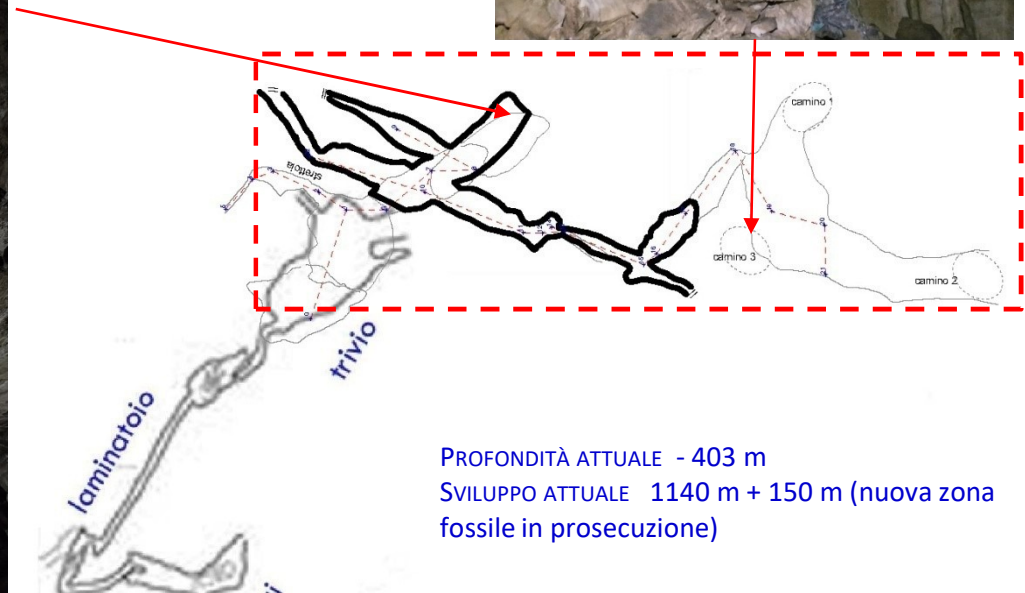 camino 1
strettoia
camino 3
camino 2
trivio
laminatoio
PROFONDITÀ ATTUALE - 403 m
SVILUPPO ATTUALE 1140 m + 150 m (nuova zona
fossile in prosecuzione)